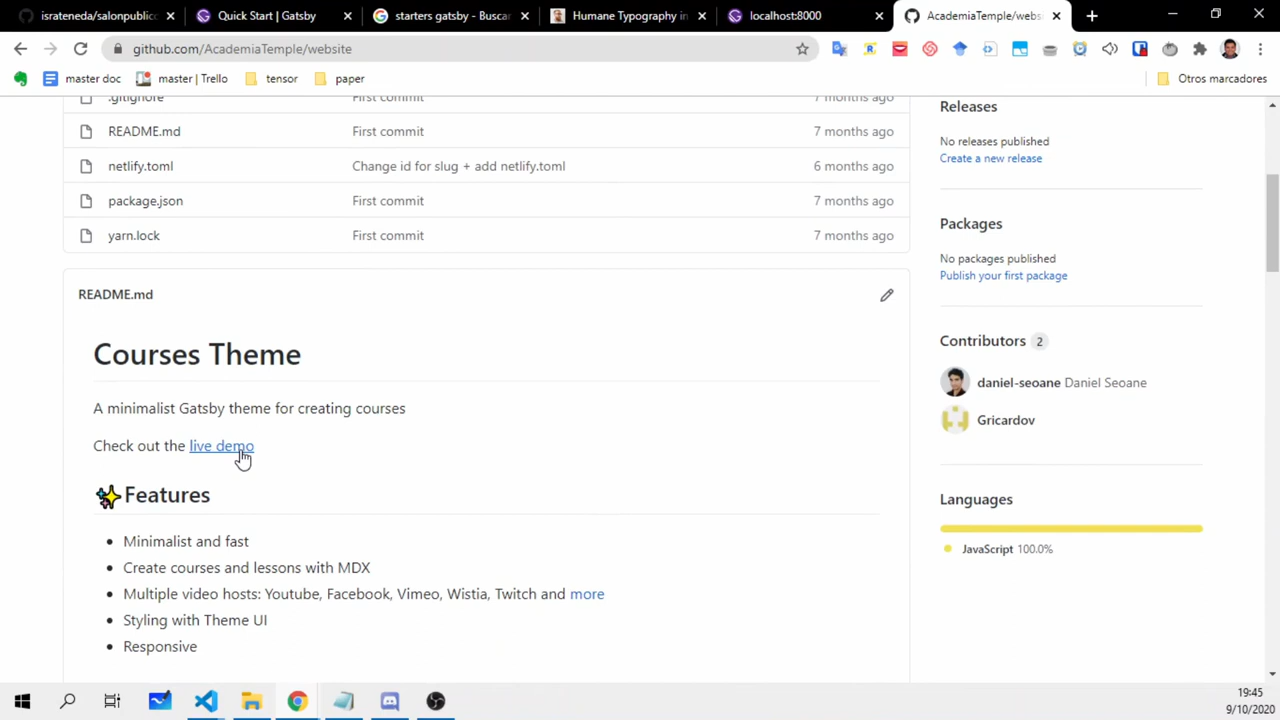 israteneda/salonpublicc
Quick Start | Gatsby
starters gatsby - Buscar
Humane Typography in
localhost:8000
AcademiaTemple/webs
github.com/AcademiaTemple/website
master doc
master | Trello
tensor
paper
Otros marcadores
.gitignore First commit 7 months ago
README.md First commit 7 months ago
netlify.toml Change id for slug + add netlify.toml 6 months ago
package.json First commit 7 months ago
yarn.lock First commit 7 months ago
README.md
Courses Theme
A minimalist Gatsby theme for creating courses
Check out the live demo
✨Features
• Minimalist and fast
• Create courses and lessons with MDX
• Multiple video hosts: Youtube, Facebook, Vimeo, Wistia, Twitch and more
• Styling with Theme UI
• Responsive
Releases
No releases published
Create a new release
Packages
No packages published
Publish your first package
Contributors 2
daniel-seoane Daniel Seoane
Gricardov
Languages
JavaScript 100.0%
19:45
9/10/2020